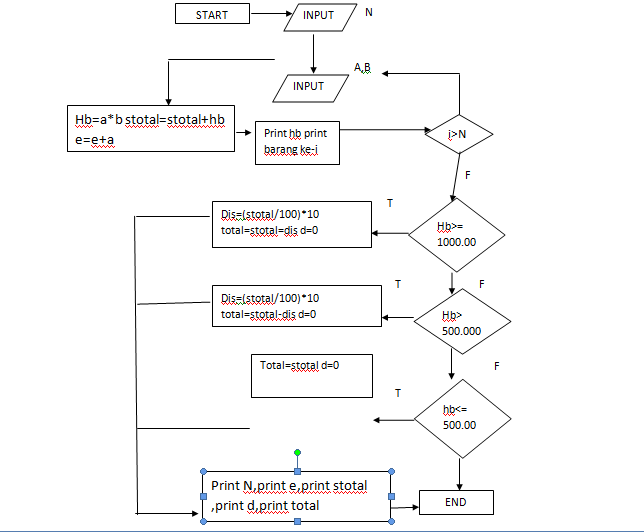 START
INPUT
N
INPUT
A,B
Hb=a*b stotal=stotal+hb
e=e+a
Print hb print
barang ke-i
i>N
F
Hb>=
1000.00
T
Dis=(stotal/100)*10
total=stotal=dis d=0
F
Hb>
500.000
T
Dis=(stotal/100)*10
total=stotal-dis d=0
F
Total=stotal d=0
T
hb<=
500.00
Print N,print e,print stotal
,print d,print total
END